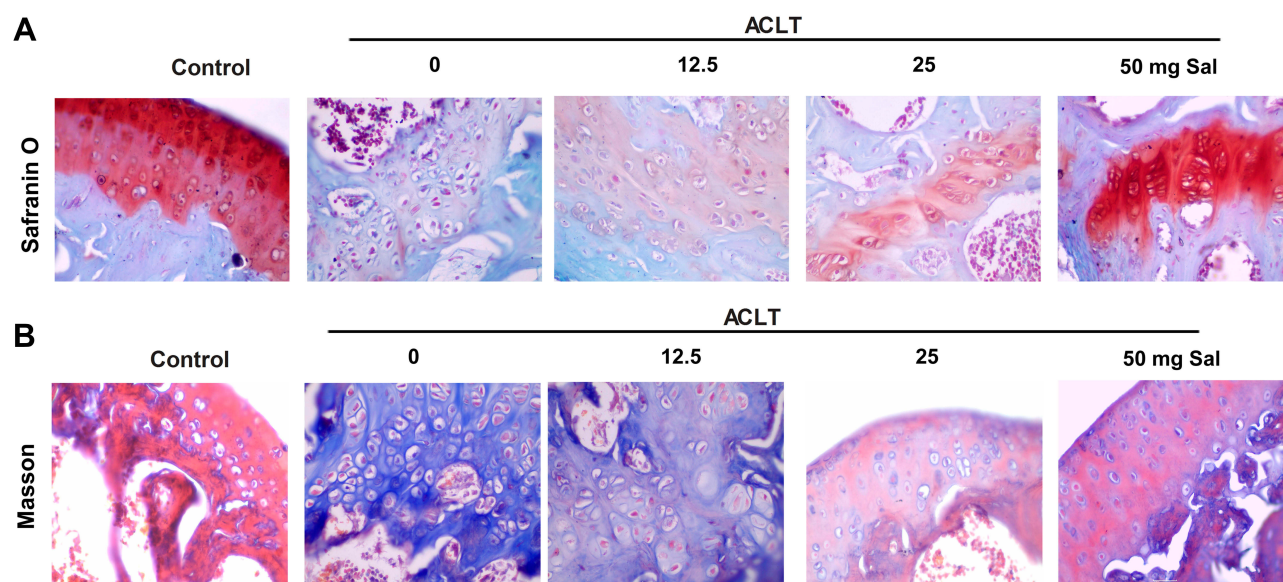 A
ACLT
Control 0 12.5 25 50 mg Sal
Safranin O
B
ACLT
Control 0 12.5 25 50 mg Sal
Masson